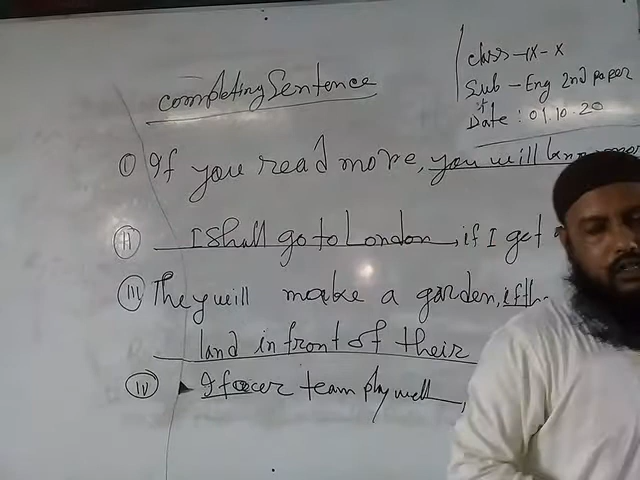 Class - IX - X
Sub - Eng 2nd paper
Date : 01.10.20
Completing Sentence
(i) If you read more, you will know more
(ii) I shall go to London, if I get
(iii) They will make a garden, if
land in front of their
(iv) If our team play well,